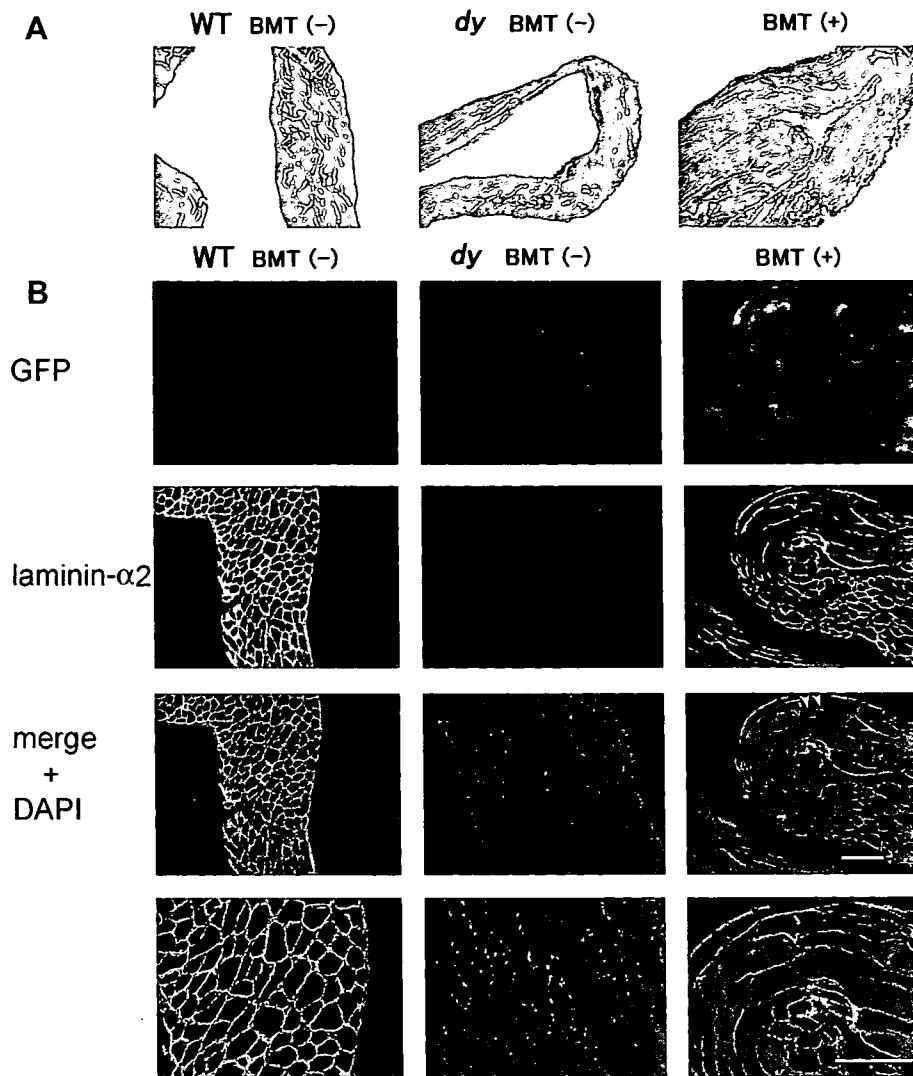 A
WT BMT (−) dy BMT (−) BMT (+)
WT BMT (−) dy BMT (−) BMT (+)
B
GFP
laminin-α2
merge
+
DAPI